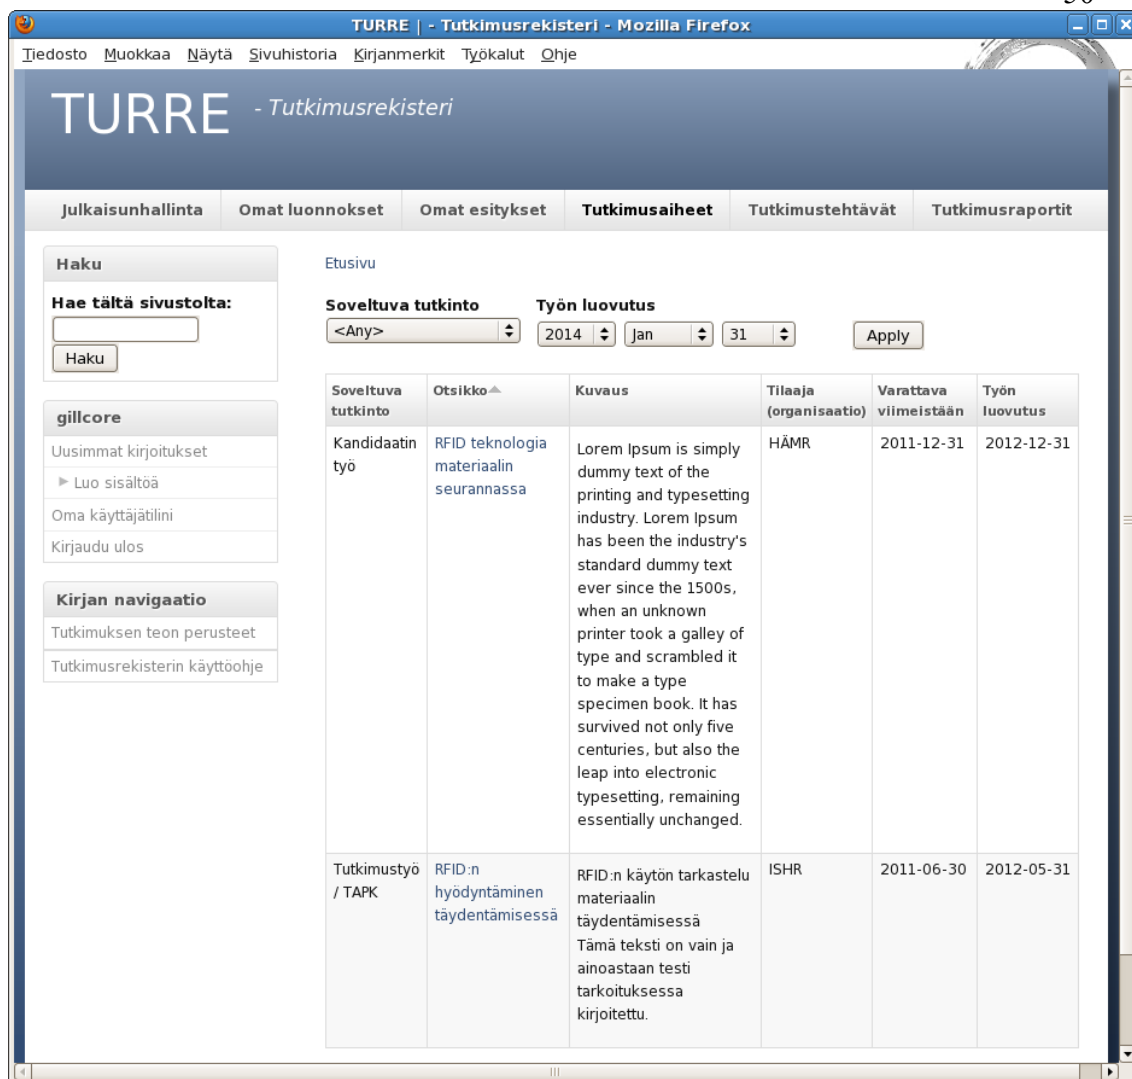 TURRE | - Tutkimusrekisteri - Mozilla Firefox
Tiedosto Muokkaa Näytä Sivuhistoria Kirjanmerkit Työkalut Ohje
TURRE - Tutkimusrekisteri
Julkaisunhallinta Omat luonnokset Omat esitykset Tutkimusaiheet Tutkimustehtävät Tutkimusraportit
Haku
Hae tältä sivustolta:
Haku
gillcore
Uusimmat kirjoitukset
Luo sisältöä
Oma käyttäjätilini
Kirjaudu ulos
Kirjan navigaatio
Tutkimuksen teon perusteet
Tutkimusrekisterin käyttöohje
Etusivu
Soveltuva tutkinto Työn luovutus
<Any> 2014 Jan 31 Apply
Soveltuva
tutkinto
Otsikko
Kuvaus
Tilaaja
(organisaatio)
Varattava
viimeistään
Työn
luovutus
Kandidaatin
työ
RFID teknologia
materiaalin
seurannassa
Lorem Ipsum is simply
dummy text of the
printing and typesetting
industry. Lorem Ipsum
has been the industry's
standard dummy text
ever since the 1500s,
when an unknown
printer took a galley of
type and scrambled it
to make a type
specimen book. It has
survived not only five
centuries, but also the
leap into electronic
typesetting, remaining
essentially unchanged.
HÄMR
2011-12-31
2012-12-31
Tutkimustyö
/ TAPK
RFID:n
hyödyntäminen
täydentämisessä
RFID:n käytön tarkastelu
materiaalin
täydentämisessä
Tämä teksti on vain ja
ainoastaan testi
tarkoituksessa
kirjoitettu.
ISHR
2011-06-30
2012-05-31